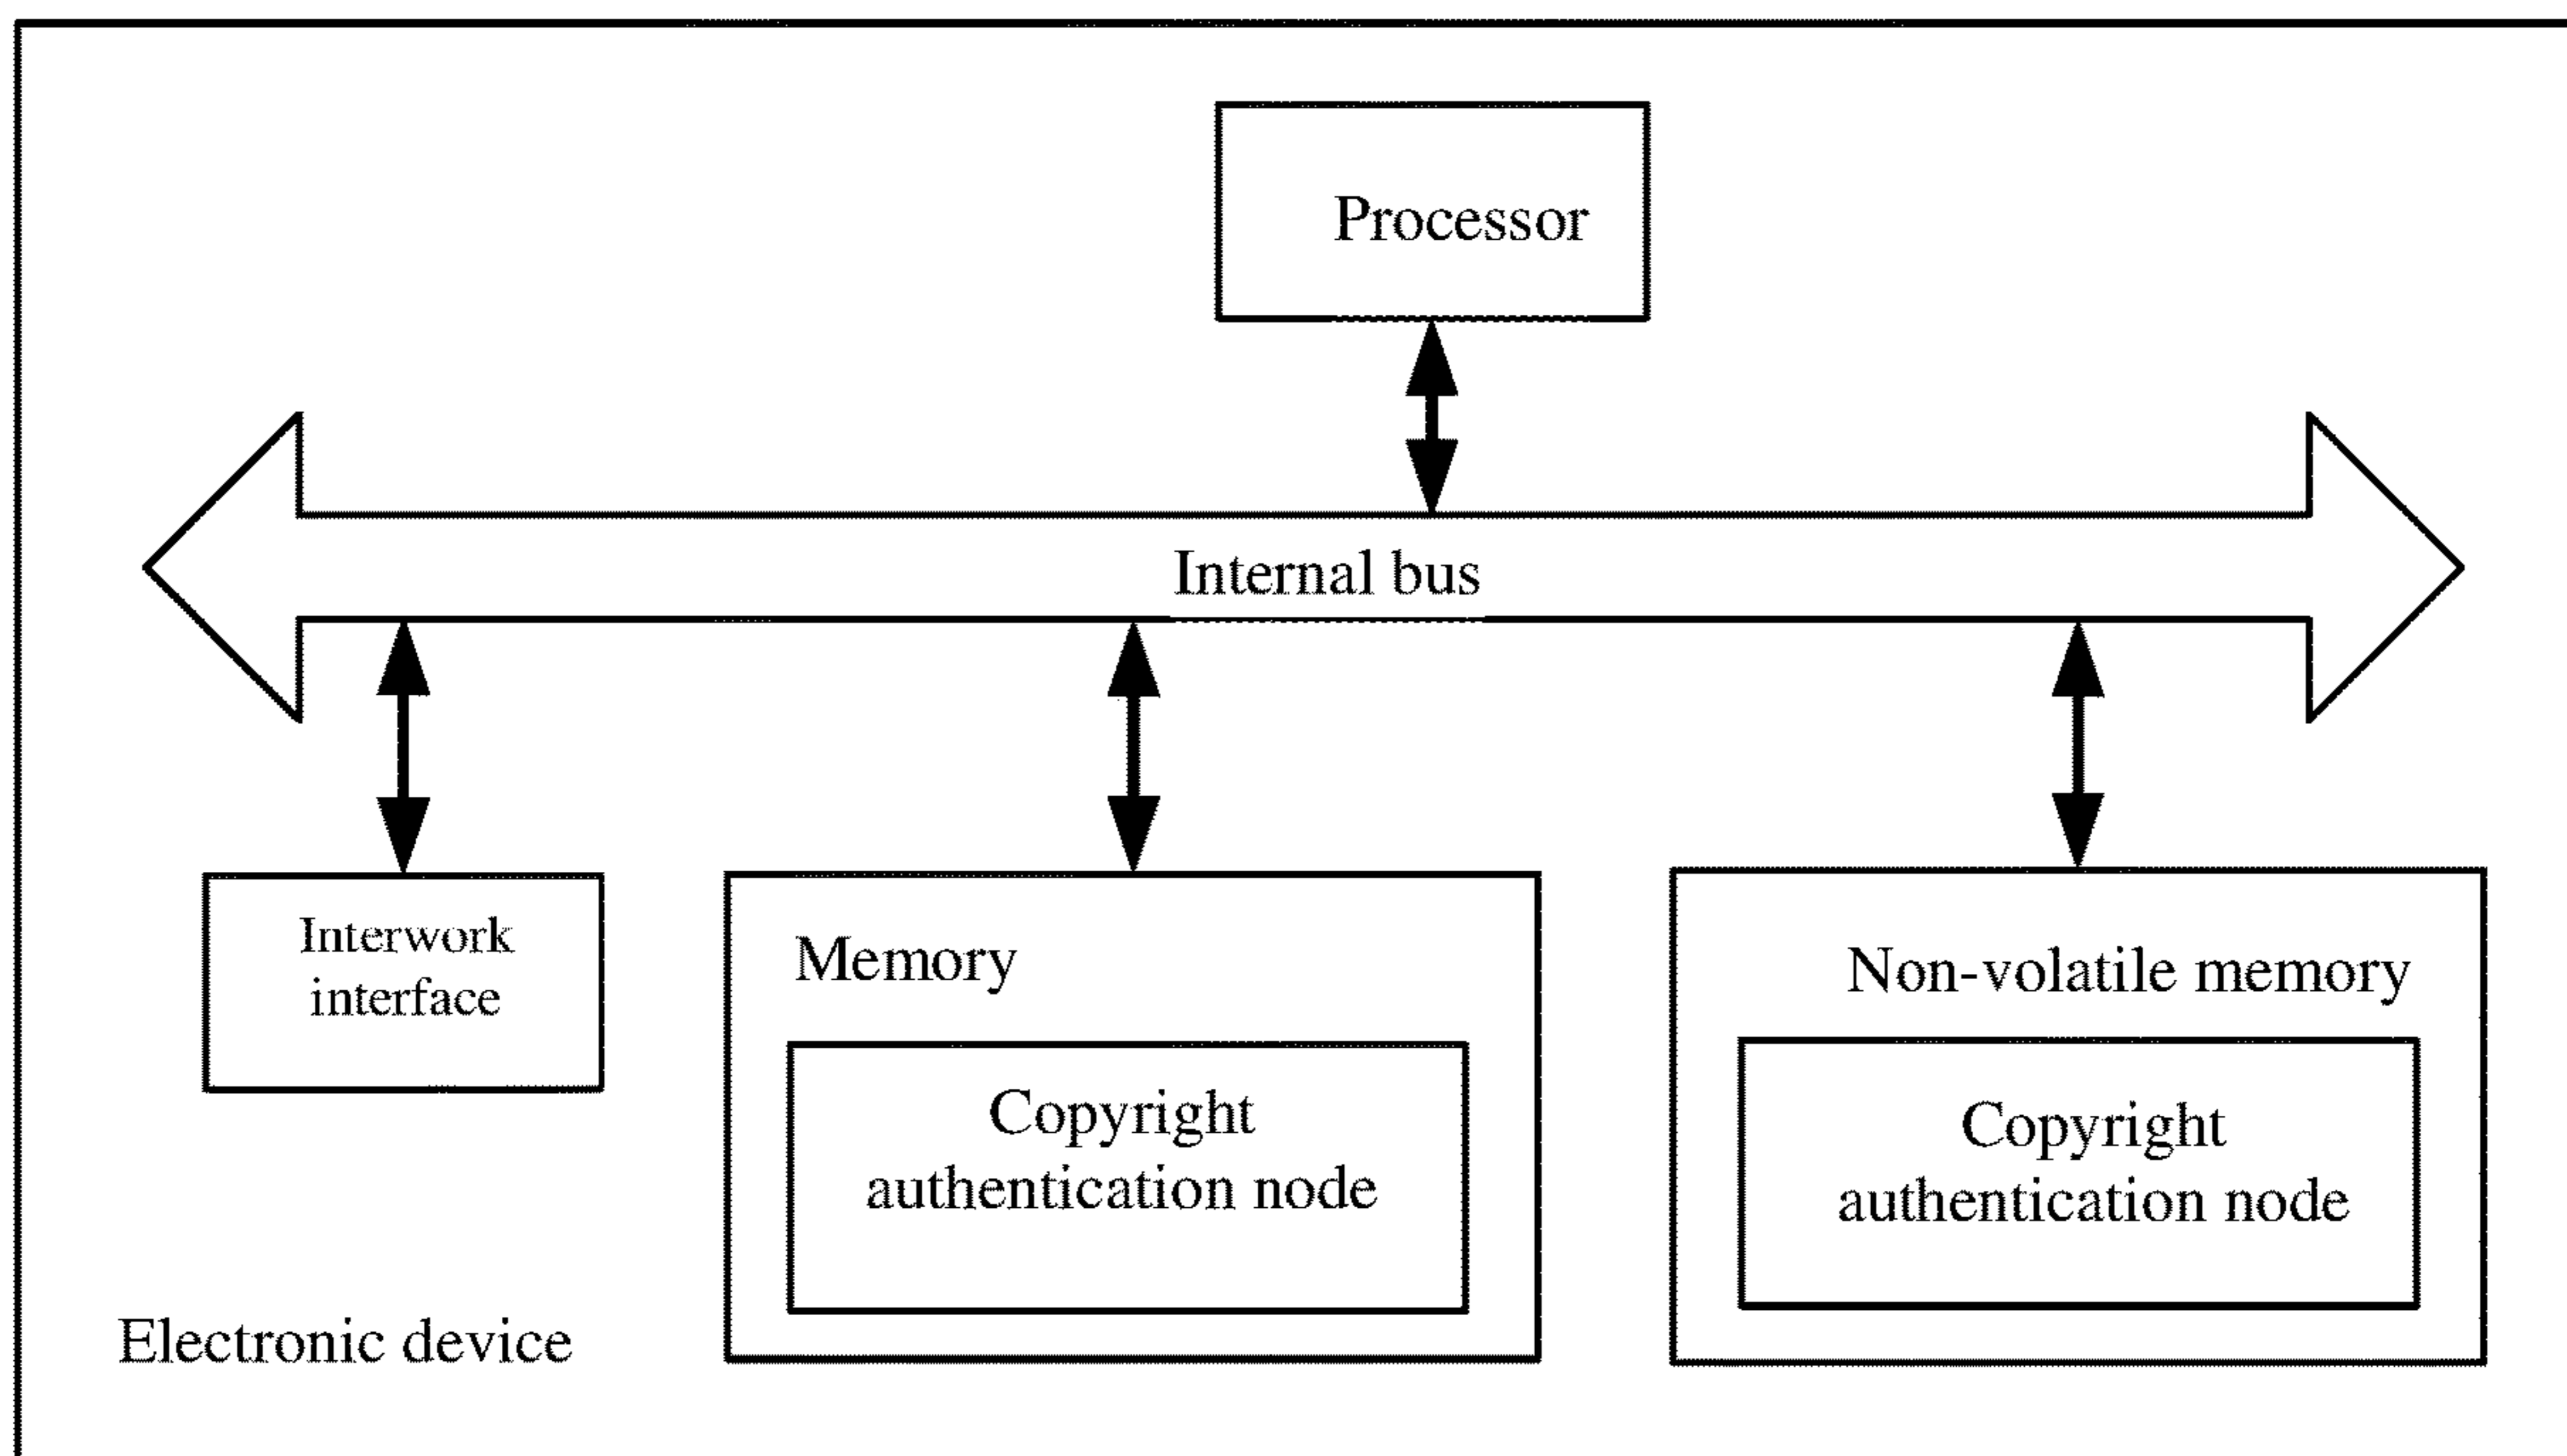 Processor
Internal bus
Interwork
interface
Memory
Copyright
authentication node
Non-volatile memory
Copyright
authentication node
Electronic device